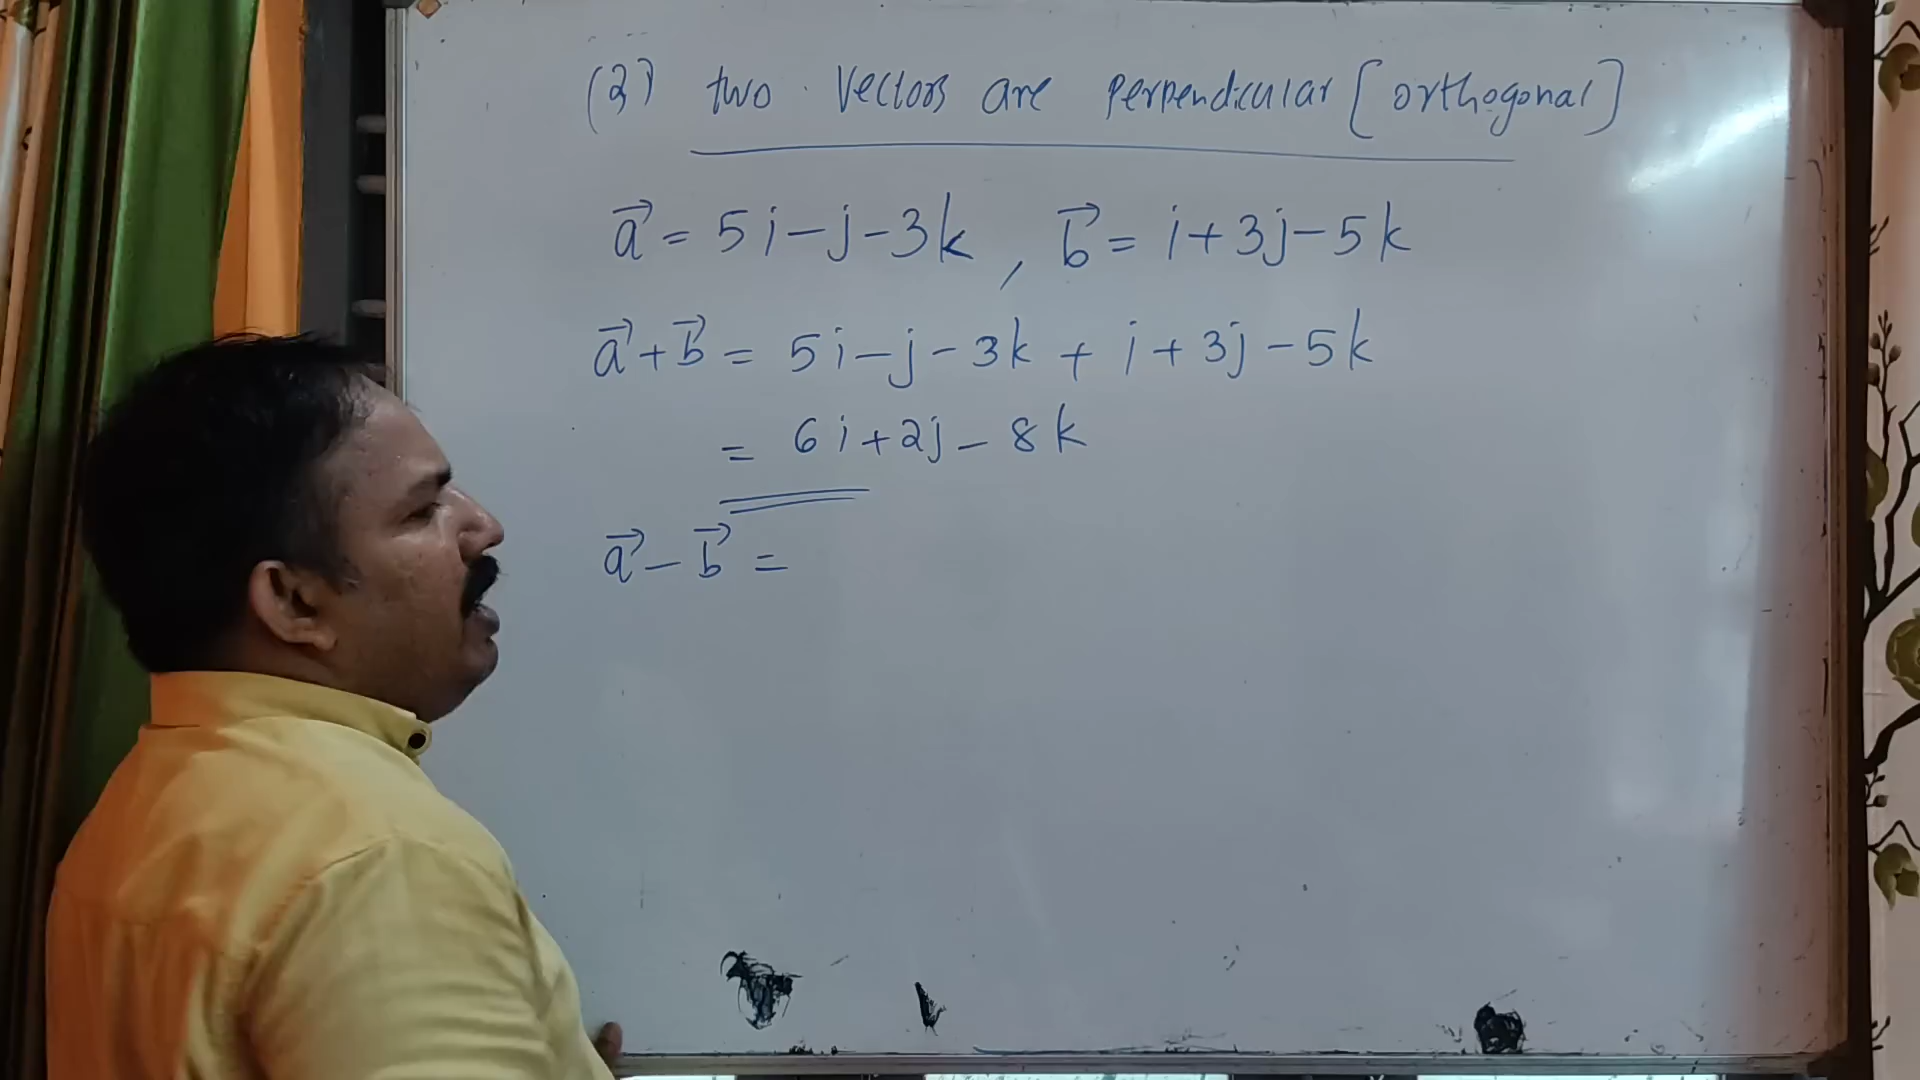 (2) two vectors are perpendicular [orthogonal]
a⃗ = 5i-j-3k, b⃗ = i+3j-5k
a⃗+b⃗ = 5i-j-3k + i+3j-5k
= 6i+2j-8k
a⃗-b⃗ =